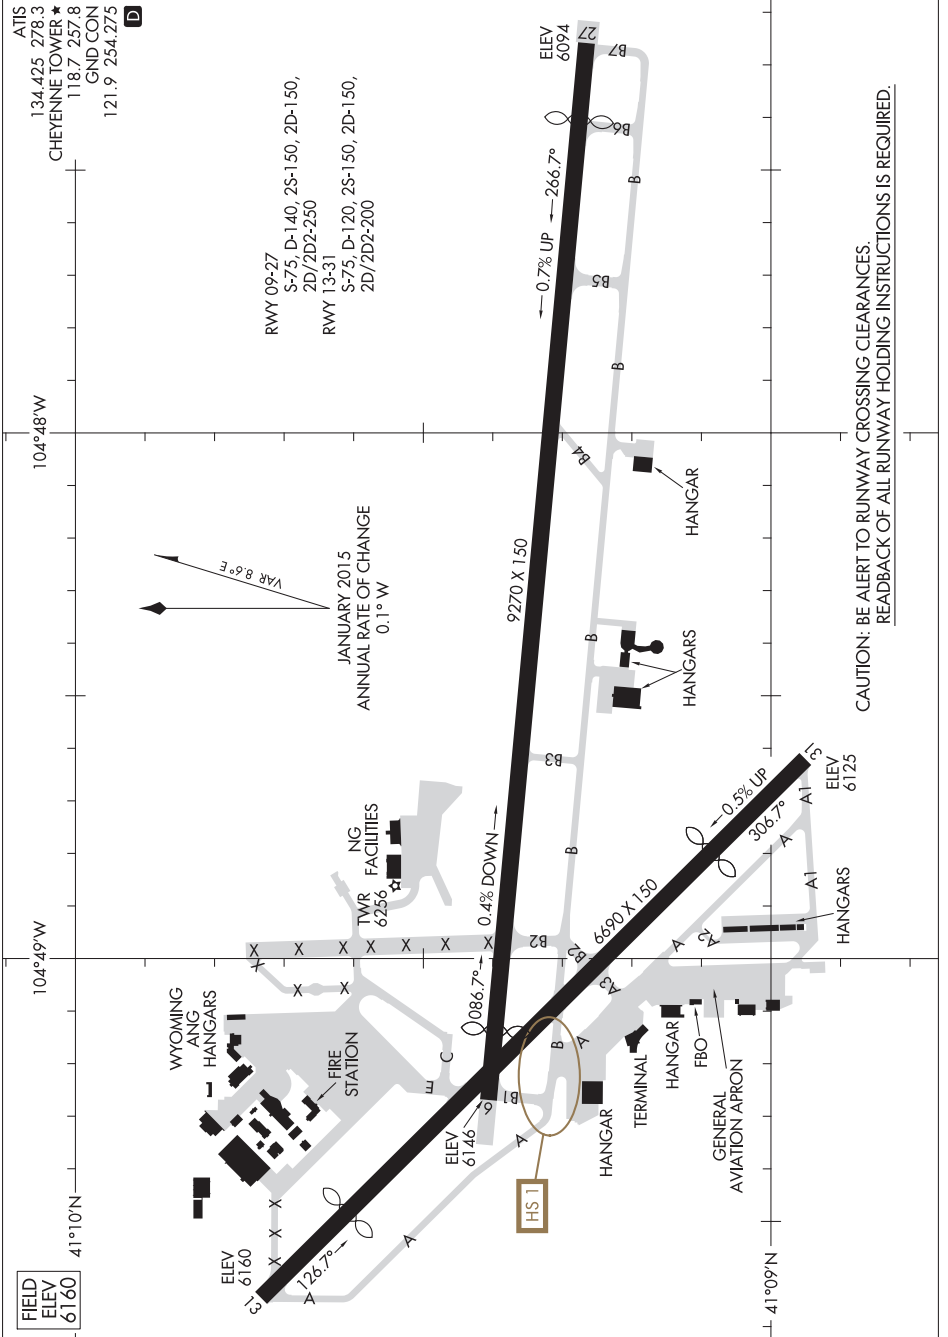 ATIS
134.425 278.3
CHEYENNE TOWER ★
118.7 257.8
GND CON
121.9 254.275
D
RWY 09-27
S-75, D-140, 2S-150, 2D-150,
2D/2D2-250
RWY 13-31
S-75, D-120, 2S-150, 2D-150,
2D/2D2-200
FIELD
ELEV
6160
104°49'W
104°48'W
41°10'N
41°09'N
VAR 8.6° E
JANUARY 2015
ANNUAL RATE OF CHANGE
0.1° W
WYOMING
ANG
HANGARS
FIRE
STATION
NG
FACILITIES
TWR
6256
X
X
X
X
X
X
X
X
X
X
X
X
X
X
ELEV
6160
13
126.7°
A
A
A
E
C
ELEV
6146
9
086.7°
0.4% DOWN
9270 X 150
0.7% UP
266.7°
ELEV
6094
27
B1
B
B2
B2
B
B3
B
B4
B
B5
B
B6
B7
HS 1
A
A3
6690 X 150
A
A2
A
A1
A1
0.5% UP
306.7°
31
ELEV
6125
HANGAR
TERMINAL
HANGAR
FBO
GENERAL
AVIATION APRON
HANGARS
HANGARS
HANGAR
CAUTION: BE ALERT TO RUNWAY CROSSING CLEARANCES.
READBACK OF ALL RUNWAY HOLDING INSTRUCTIONS IS REQUIRED.